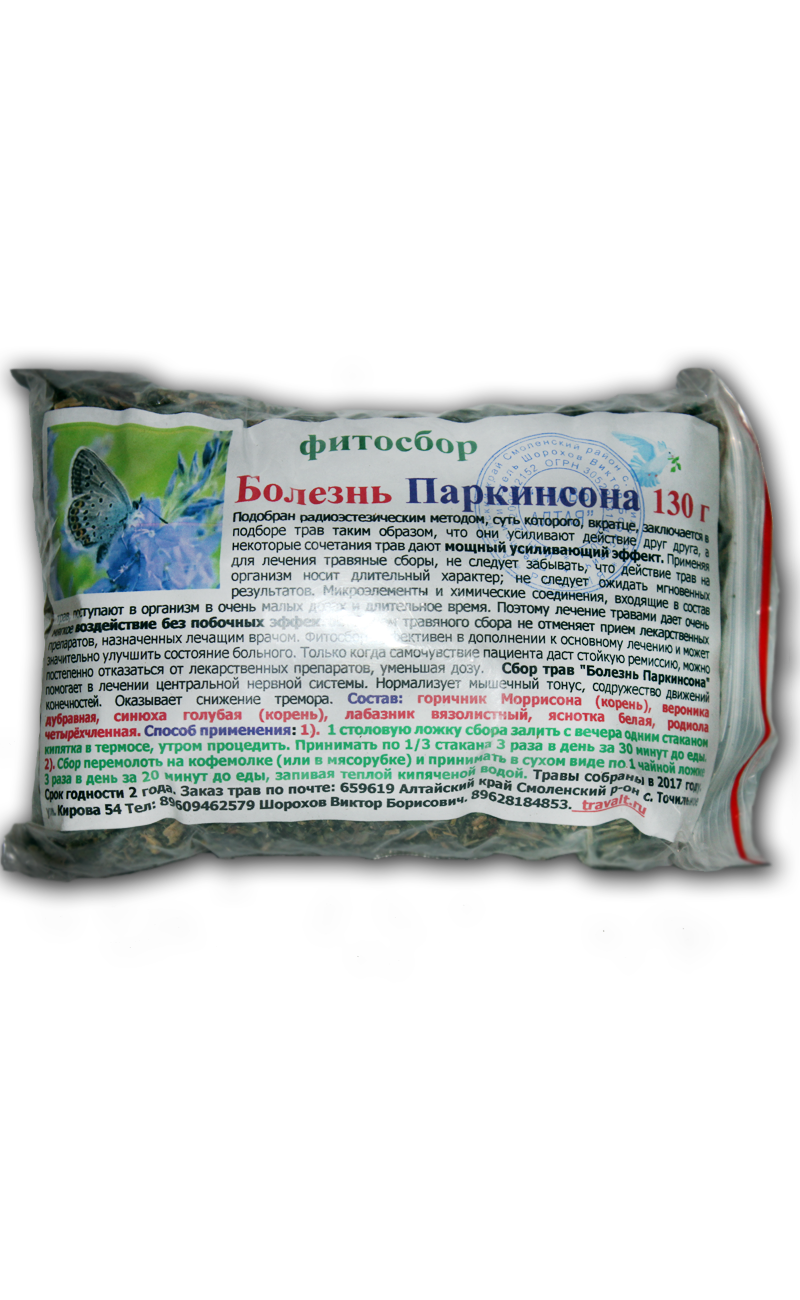 фитосбор
Болезнь Паркинсона 130 г
Подобран радиоэстезическим методом, суть которого, вкратце, заключается в
подборе трав таким образом, что они усиливают действие друг друга, а
некоторые сочетания трав дают мощный усиливающий эффект. Применяя
для лечения травяные сборы, не следует забывать, что действие трав на
организм носит длительный характер; не следует ожидать мгновенных
результатов. Микроэлементы и химические соединения, входящие в состав
трав, поступают в организм в очень малых дозах и длительное время. Поэтому лечение травами дает очень
мягкое воздействие без побочных травяного сбора не отменяет прием лекарственных
препаратов, назначенных лечащим врачом. Фитосбор эффективен в дополнении к основному лечению и может
значительно улучшить состояние больного. Только когда самочувствие пациента даст стойкую ремиссию, можно
постепенно отказаться от лекарственных препаратов, уменьшая дозу. Сбор трав "Болезнь Паркинсона"
помогает в лечении центральной нервной системы. Нормализует мышечный тонус, содружество движений
конечностей. Оказывает снижение тремора. Состав: горичник Моррисона (корень), вероника
дубравная, синюха голубая (корень), лабазник вязолистный, яснотка белая, родиола
четырёхчленная. Способ применения: 1). 1 столовую ложку сбора залить с вечера одним стаканом
кипятка в термосе, утром процедить. Принимать по 1/3 стакана 3 раза в день за 30 минут до еды.
2). Сбор перемолоть на кофемолке (или в мясорубке) и принимать в сухом виде по 1 чайной ложке
3 раза в день за 20 минут до еды, запивая теплой кипяченой водой. Травы собраны в 2017 году.
Срок годности 2 года. Заказ трав по почте: 659619 Алтайский край Смоленский р-он с. Точильное
ул. Кирова 54 Тел: 89609462579 Шорохов Виктор Борисович. 89628184853. travalt.ru